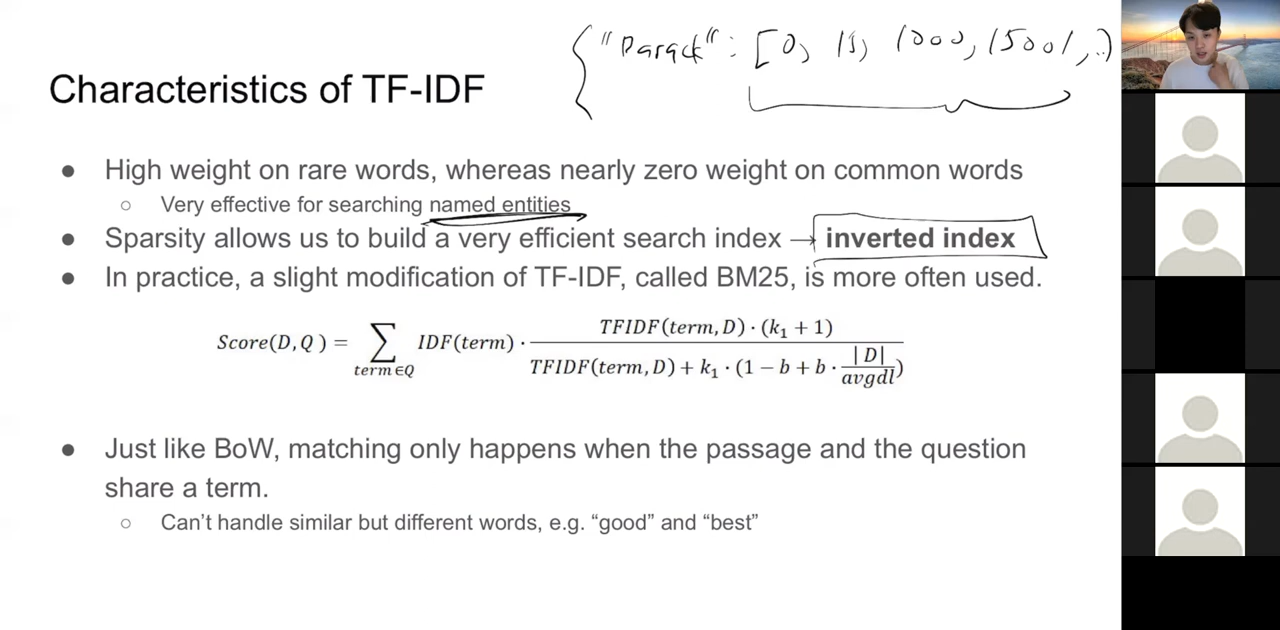 { "Barack": [0, 15, 1000, 15001, ..]
Characteristics of TF-IDF
● High weight on rare words, whereas nearly zero weight on common words
○ Very effective for searching named entities
● Sparsity allows us to build a very efficient search index → inverted index
● In practice, a slight modification of TF-IDF, called BM25, is more often used.
Score(D, Q ) = ∑ term∈Q IDF(term) · TFIDF(term, D) · (k₁ + 1) / TFIDF(term, D) + k₁ · (1 − b + b · |D| / avgdl)
● Just like BoW, matching only happens when the passage and the question
share a term.
○ Can't handle similar but different words, e.g. “good” and “best”